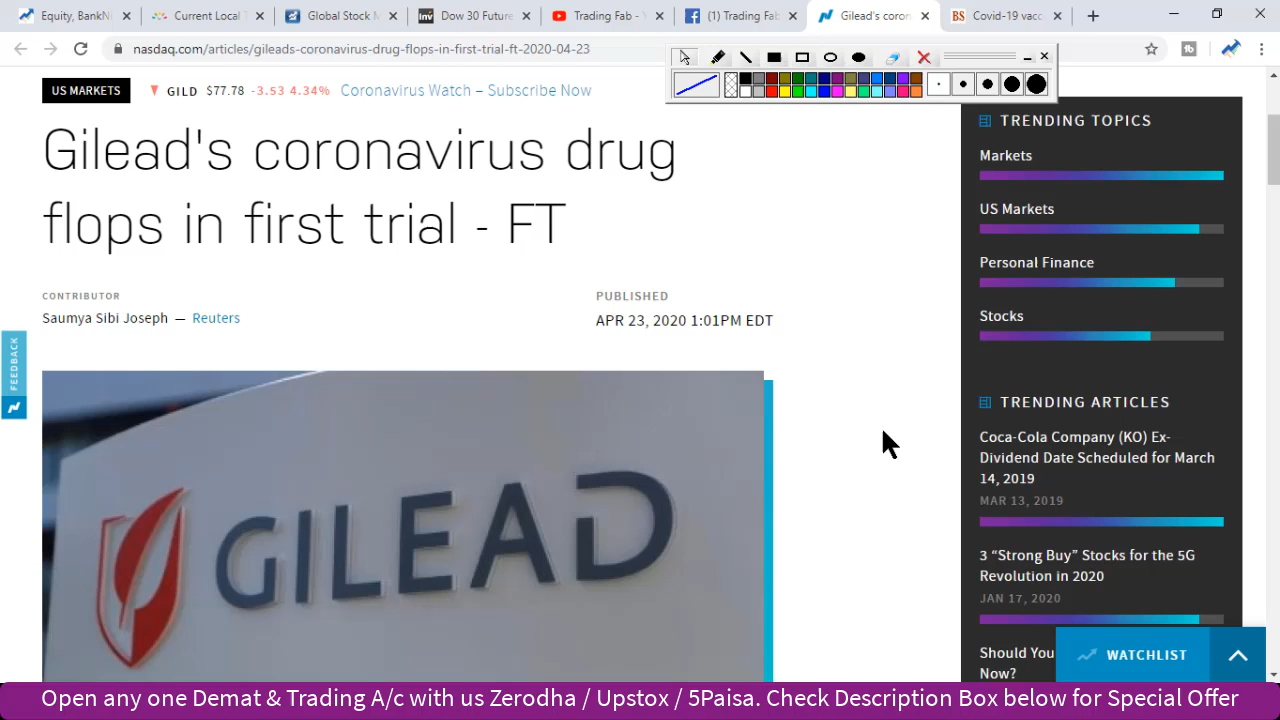 Equity, BankNi
Current Local T
Global Stock M
Dow 30 Future
Trading Fab - Y
(1) Trading Fab
Gilead's coron
Covid-19 vacc
nasdaq.com/articles/gileads-coronavirus-drug-flops-in-first-trial-ft-2020-04-23
US MARKETS
GILD $77.78 -3.53 4.34%
Coronavirus Watch – Subscribe Now
Gilead's coronavirus drug
flops in first trial - FT
CONTRIBUTOR
Saumya Sibi Joseph — Reuters
PUBLISHED
APR 23, 2020 1:01PM EDT
FEEDBACK
GILEAD
TRENDING TOPICS
Markets
US Markets
Personal Finance
Stocks
TRENDING ARTICLES
Coca-Cola Company (KO) Ex-
Dividend Date Scheduled for March
14, 2019
MAR 13, 2019
3 “Strong Buy” Stocks for the 5G
Revolution in 2020
JAN 17, 2020
Should You
Now?
WATCHLIST
Open any one Demat & Trading A/c with us Zerodha / Upstox / 5Paisa. Check Description Box below for Special Offer